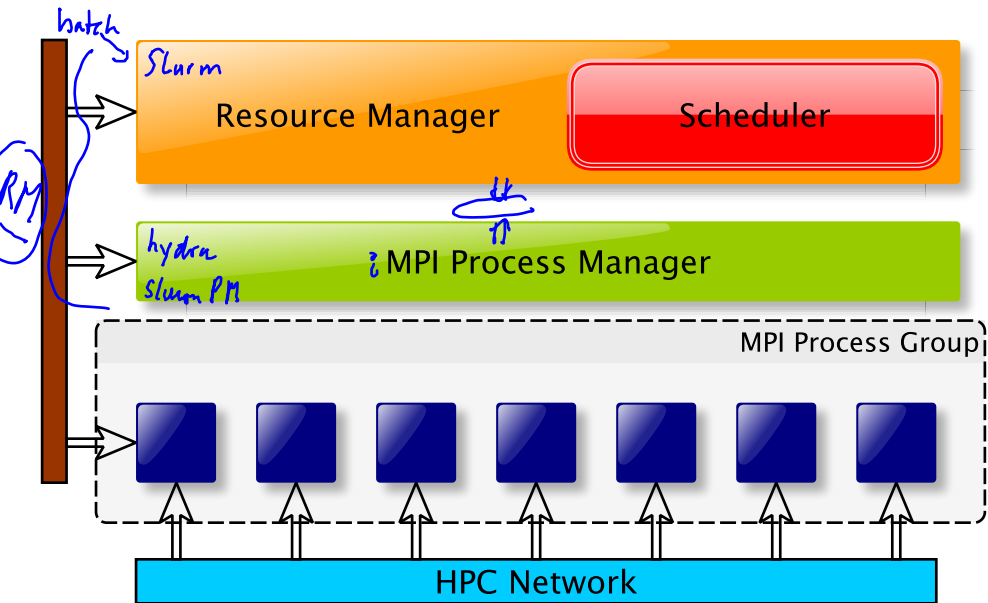 batch
Slurm
Resource Manager
Scheduler
RM
hydra
MPI Process Manager
slurm PM
MPI Process Group
HPC Network